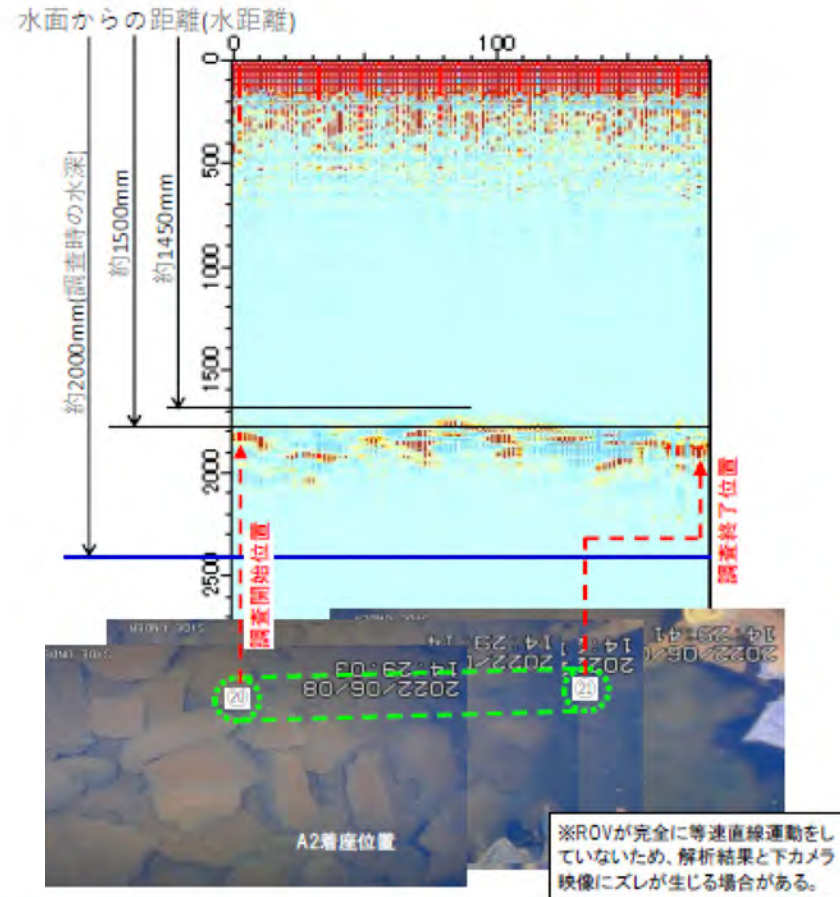 水面からの距離(水距離)
0
100
0
500
1000
1500
2000
2500
約2000mm(調査時の水深)
約1500mm
約1450mm
調査開始位置
調査終了位置
2022/06/08
14:29:03
14:29:41
⑳
㉑
A2着座位置
※ROVが完全に等速直線運動をし
ていないため、解析結果と下カメラ
映像にズレが生じる場合がある。